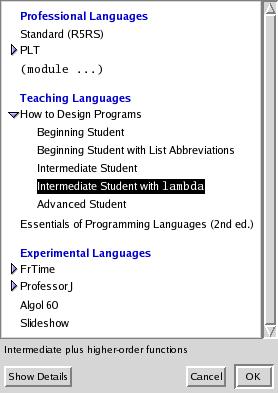 Professional Languages
Standard (R5RS)
PLT
(module ...)
Teaching Languages
How to Design Programs
Beginning Student
Beginning Student with List Abbreviations
Intermediate Student
Intermediate Student with lambda
Advanced Student
Essentials of Programming Languages (2nd ed.)
Experimental Languages
FrTime
ProfessorJ
Algol 60
Slideshow
Intermediate plus higher-order functions
Show Details
Cancel
OK